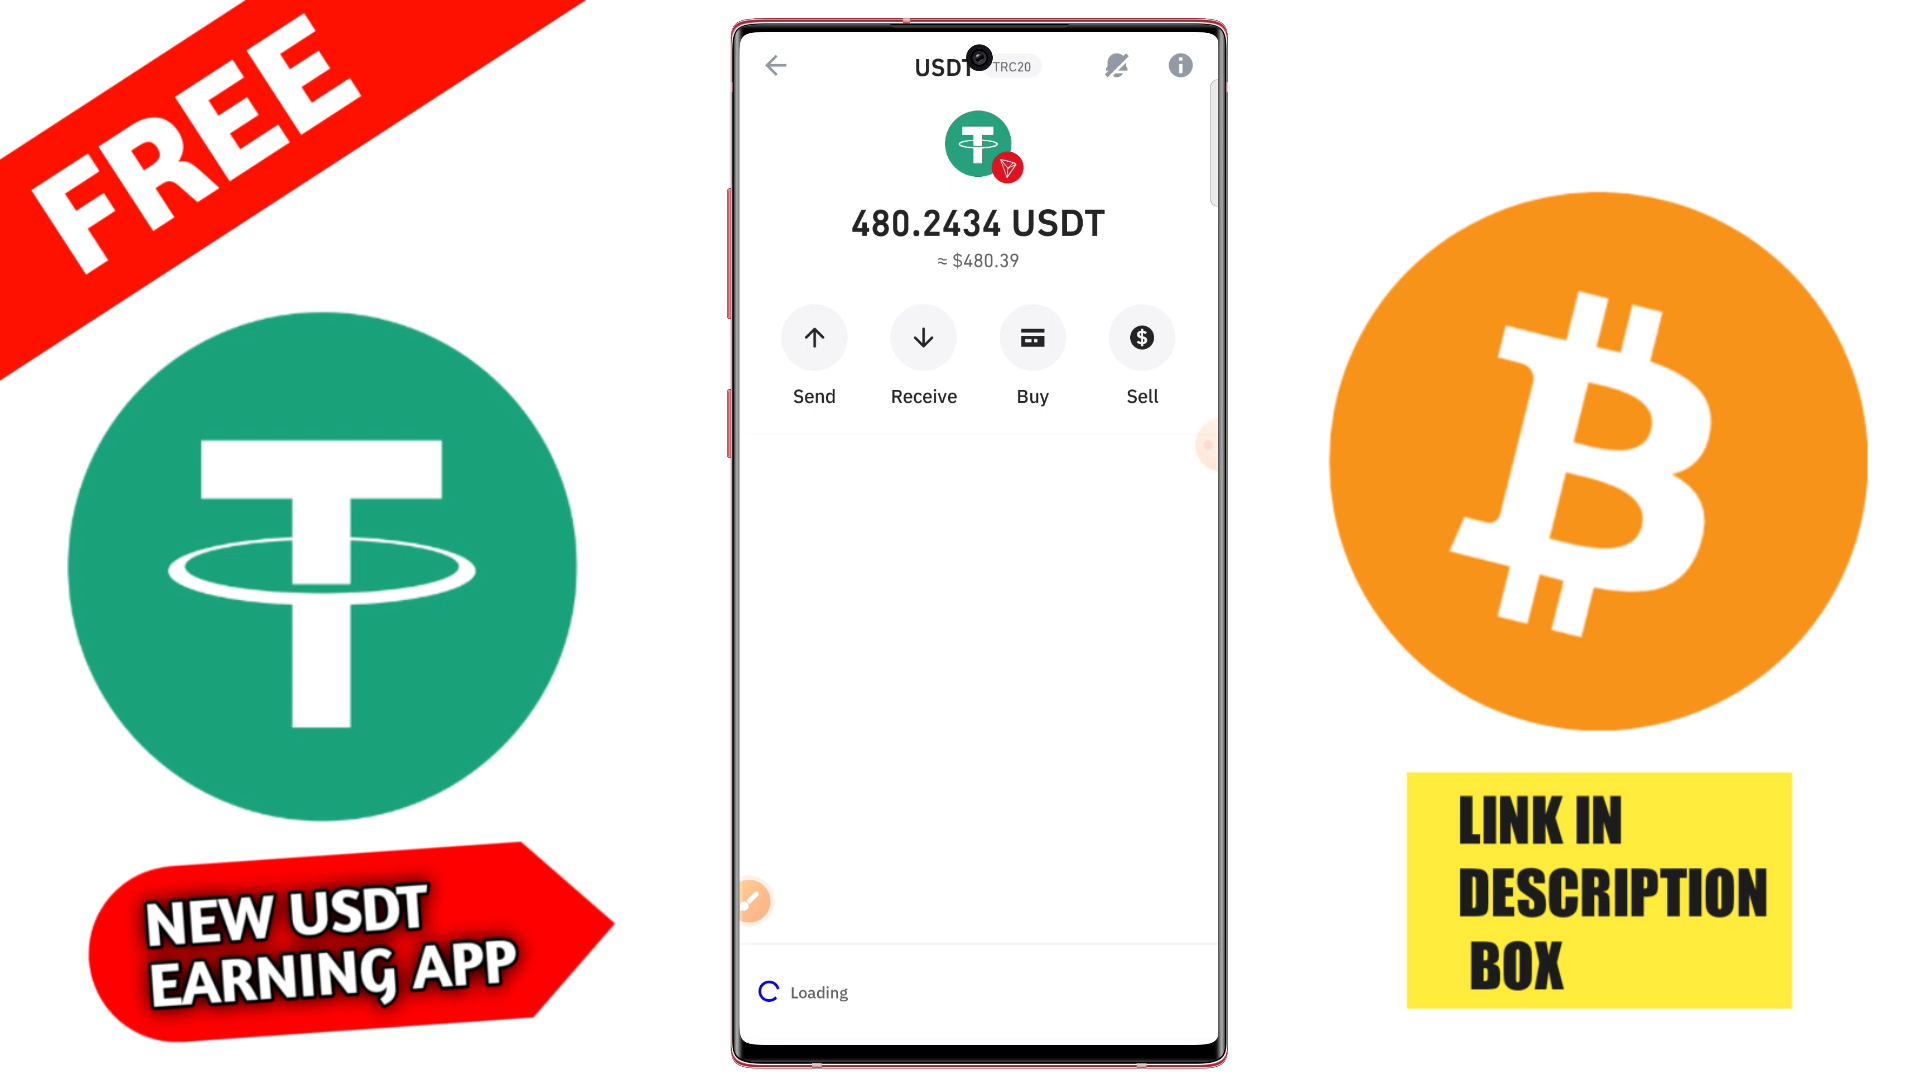 FREE
USDT TRC20
480.2434 USDT
≈ $480.39
Send Receive Buy Sell
NEW USDT
EARNING APP
LINK IN
DESCRIPTION
BOX
Loading